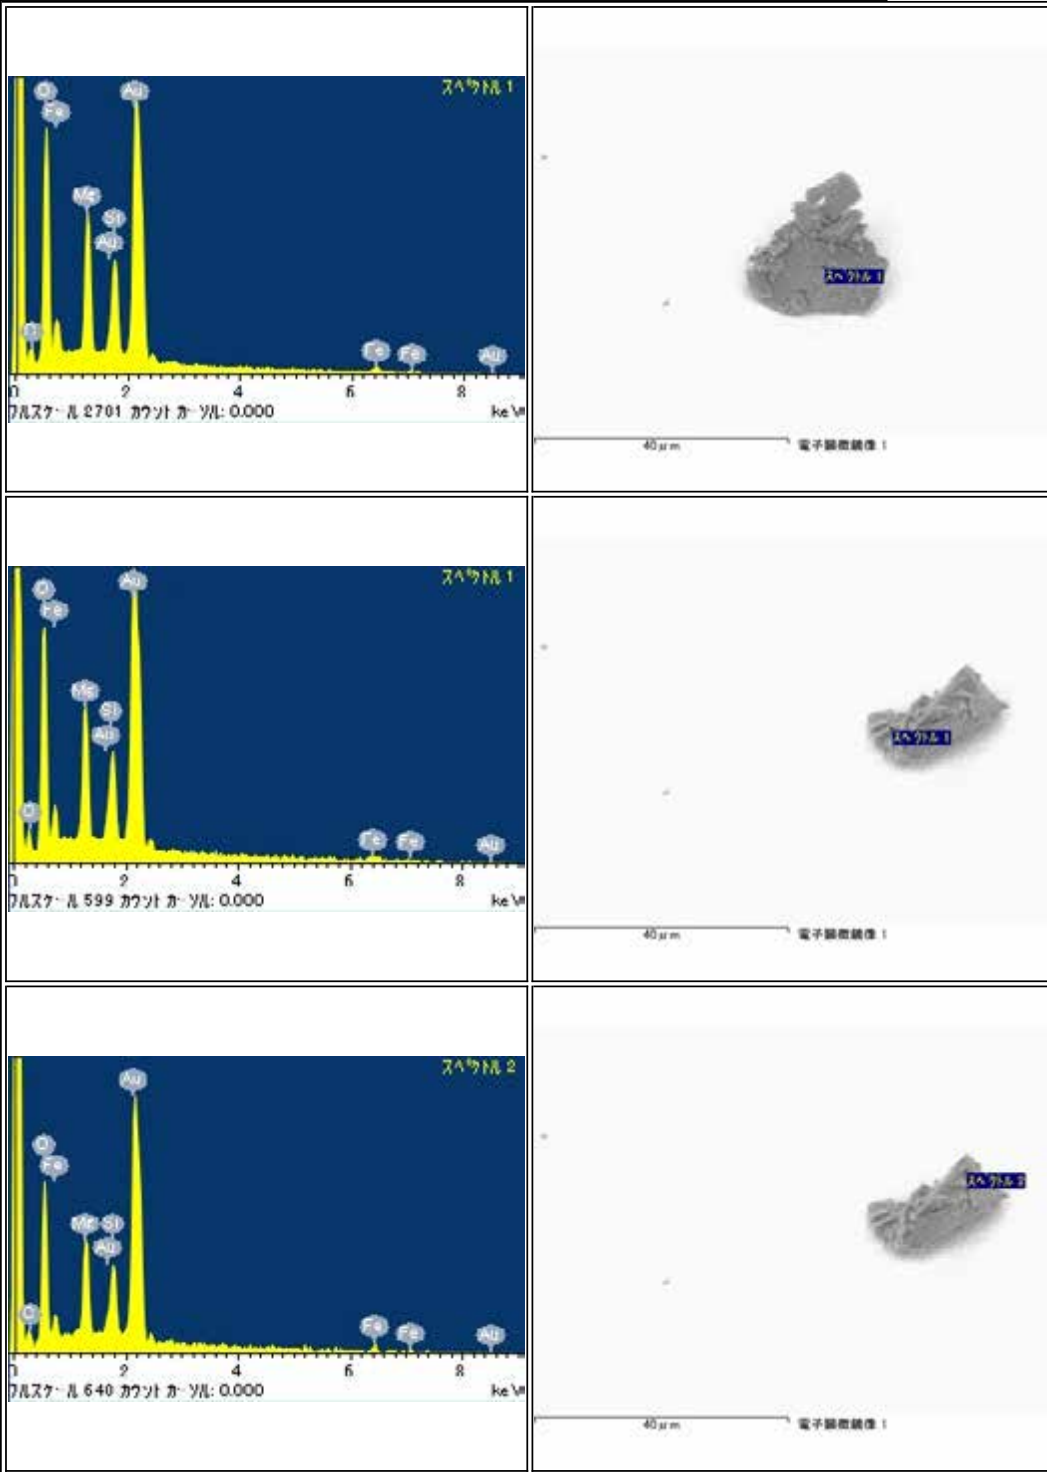 スペクトル 1
O
Fe
Au
Mg
Si
Au
C
Fe
Fe
Au
0 2 4 6 8
フルスケール 2701 カウント カーソル: 0.000 keV
スペクトル 1
40μm 電子顕微鏡像 1
スペクトル 1
O
Fe
Au
Mg
Si
Au
C
Fe
Fe
Au
0 2 4 6 8
フルスケール 599 カウント カーソル: 0.000 keV
スペクトル 1
40μm 電子顕微鏡像 1
スペクトル 2
Au
O
Fe
Mg Si
Au
C
Fe
Fe
Au
0 2 4 6 8
フルスケール 640 カウント カーソル: 0.000 keV
スペクトル 2
40μm 電子顕微鏡像 1